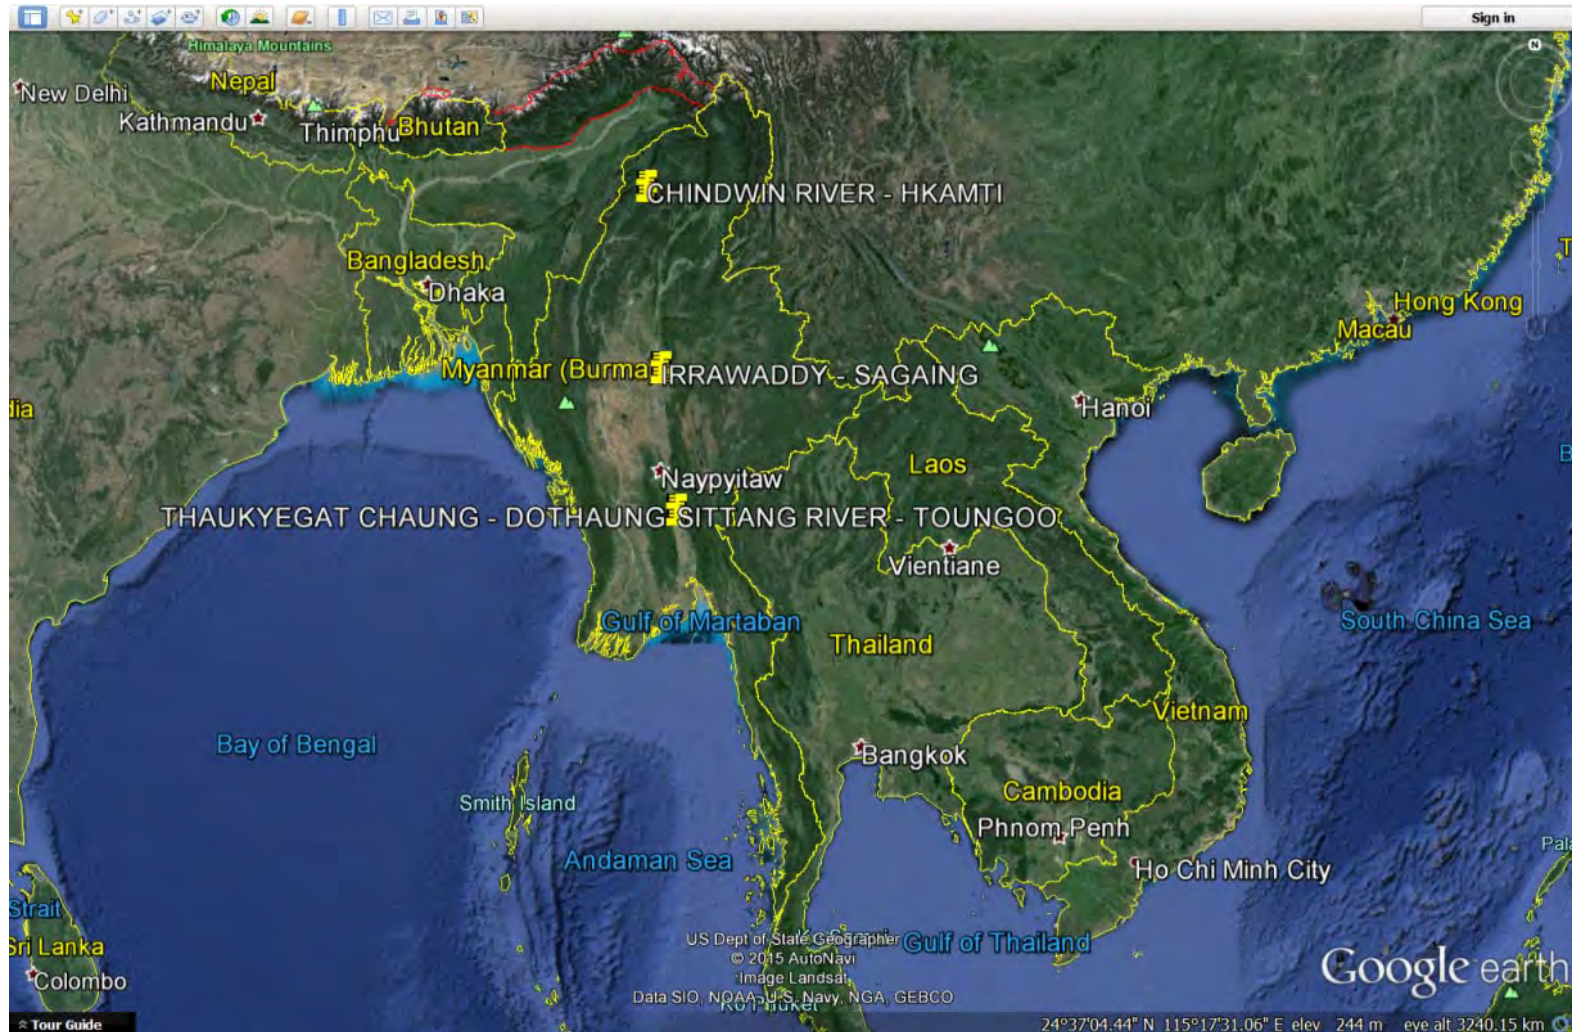 Sign in
Himalaya Mountains
Nepal
New Delhi
Kathmandu
Thimphu
Bhutan
CHINDWIN RIVER - HKAMTI
Bangladesh
Dhaka
Hong Kong
Macau
Myanmar (Burma
IRRAWADDY - SAGAING
dia
Hanoi
Laos
Naypyitaw
THAUKYEGAT CHAUNG - DOTHAUNG
SITTANG RIVER - TOUNGOO
Vientiane
Gulf of Martaban
South China Sea
Thailand
Vietnam
Bay of Bengal
Bangkok
Cambodia
Smith Island
Phnom Penh
Andaman Sea
Ho Chi Minh City
Pala
Strait
Sri Lanka
Gulf of Thailand
Colombo
US Dept of State Geographer
© 2015 AutoNavi
Image Landsat
Data SIO, NOAA, U.S. Navy, NGA, GEBCO
Ko Phuket
Google earth
Tour Guide
24°37'04.44" N 115°17'31.06" E elev 244 m eye alt 3240.15 km
N